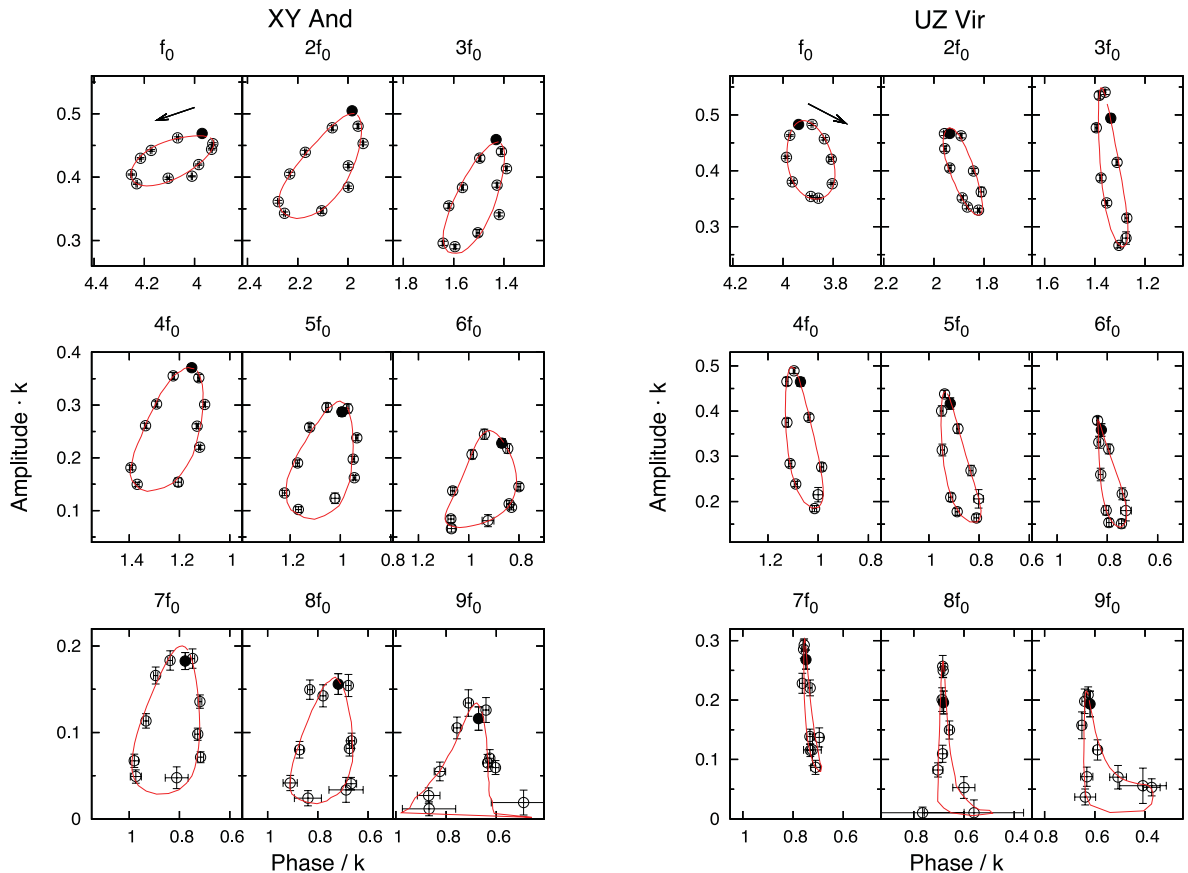 XY And
UZ Vir
f₀ 2f₀ 3f₀
f₀ 2f₀ 3f₀
0.5
0.4
0.3
4.4 4.2 4 2.4 2.2 2 1.8 1.6 1.4
0.5
0.4
0.3
4.2 4 3.8 2.2 2 1.8 1.6 1.4 1.2
4f₀ 5f₀ 6f₀
4f₀ 5f₀ 6f₀
Amplitude · k
0.4
0.3
0.2
0.1
1.4 1.2 1 1.2 1 0.8 1 0.8
Amplitude · k
0.5
0.4
0.3
0.2
1.2 1 1.2 1 0.8 0.6 1 0.8 0.6
7f₀ 8f₀ 9f₀
7f₀ 8f₀ 9f₀
0.2
0.1
0
1 0.8 0.6 1 0.8 0.6 1 0.8 0.6
0.3
0.2
0.1
0
1 0.8 0.6 0.8 0.6 0.4 0.8 0.6 0.4
Phase / k
Phase / k